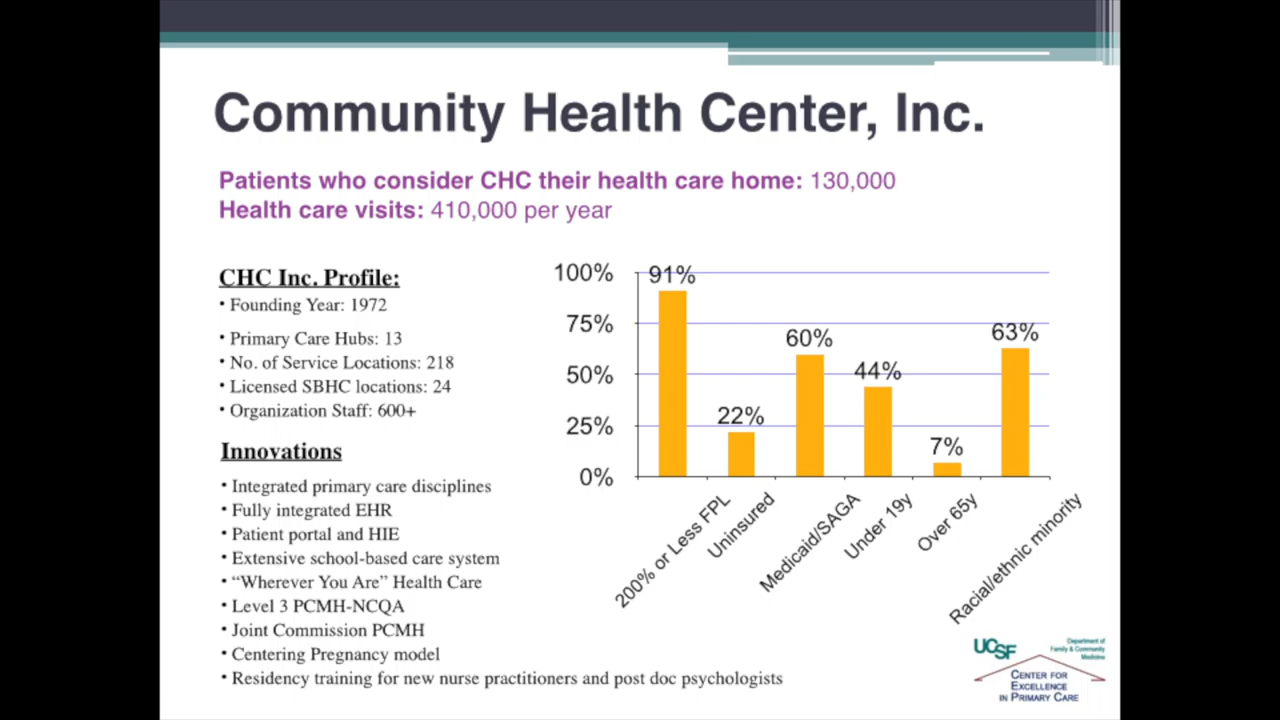 Community Health Center, Inc.
Patients who consider CHC their health care home: 130,000
Health care visits: 410,000 per year
CHC Inc. Profile:
• Founding Year: 1972
• Primary Care Hubs: 13
• No. of Service Locations: 218
• Licensed SBHC locations: 24
• Organization Staff: 600+
Innovations
• Integrated primary care disciplines
• Fully integrated EHR
• Patient portal and HIE
• Extensive school-based care system
• “Wherever You Are” Health Care
• Level 3 PCMH-NCQA
• Joint Commission PCMH
• Centering Pregnancy model
• Residency training for new nurse practitioners and post doc psychologists
100%
75%
50%
25%
0%
91%
22%
60%
44%
7%
63%
200% or Less FPL
Uninsured
Medicaid/SAGA
Under 19y
Over 65y
Racial/ethnic minority
UCSF
Department of
Family & Community
Medicine
CENTER FOR
EXCELLENCE
IN PRIMARY CARE